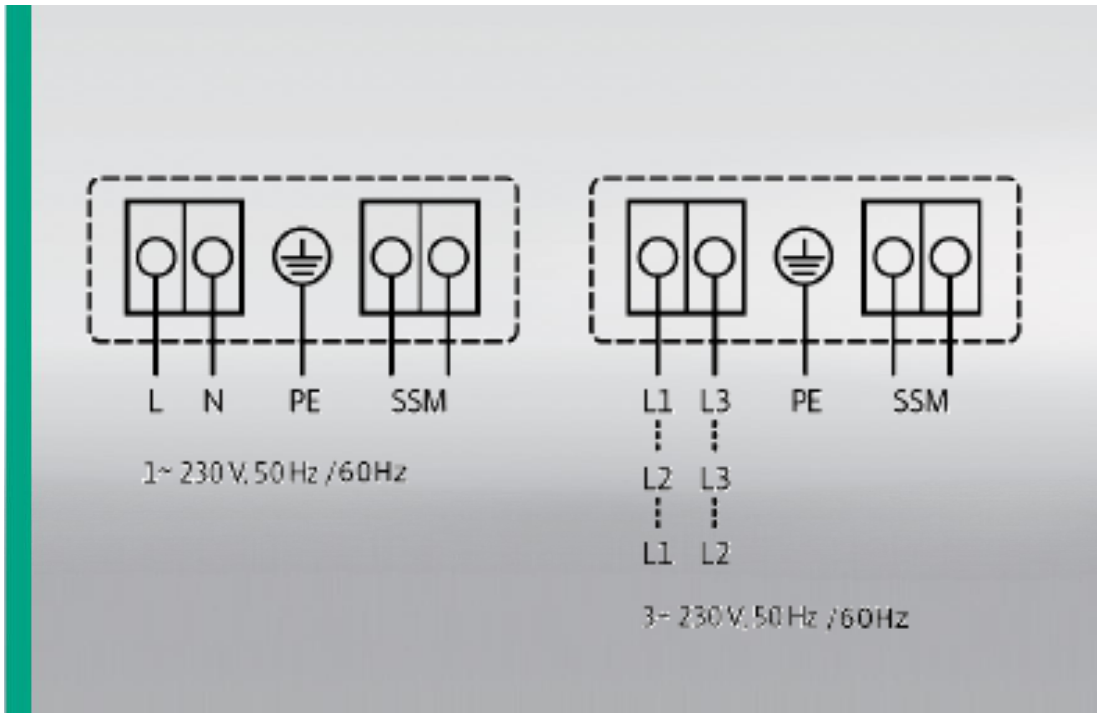 L N PE SSM
1~ 230 V, 50 Hz /60Hz
L1 L3 PE SSM
L2 L3
L1 L2
3~ 230 V, 50 Hz /60Hz